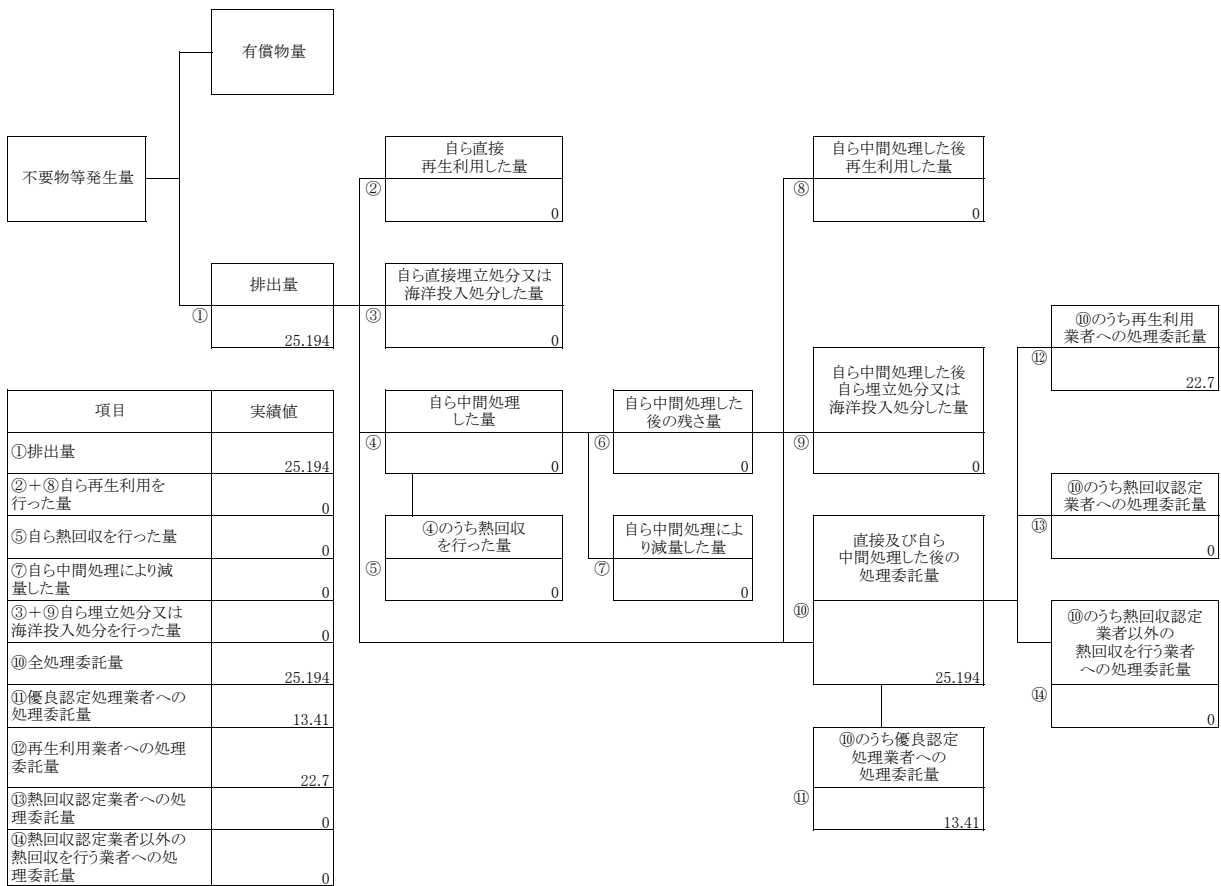 有償物量
不要物等発生量
排出量
①
25.194
自ら直接
再生利用した量
②
0
自ら直接埋立処分又は
海洋投入処分した量
③
0
自ら中間処理
した量
④
0
④のうち熱回収
を行った量
⑤
0
自ら中間処理した
後の残さ量
⑥
0
自ら中間処理によ
り減量した量
⑦
0
自ら中間処理した後
再生利用した量
⑧
0
自ら中間処理した後
自ら埋立処分又は
海洋投入処分した量
⑨
0
直接及び自ら
中間処理した後の
処理委託量
⑩
25.194
⑩のうち優良認定
処理業者への
処理委託量
⑪
13.41
⑩のうち再生利用
業者への処理委託量
⑫
22.7
⑩のうち熱回収認定
業者への処理委託量
⑬
0
⑩のうち熱回収認定
業者以外の
熱回収を行う業者
への処理委託量
⑭
0
項目 実績値
①排出量
25.194
②+⑧自ら再生利用を
行った量
0
⑤自ら熱回収を行った量
0
⑦自ら中間処理により減
量した量
0
③+⑨自ら埋立処分又は
海洋投入処分を行った量
0
⑩全処理委託量
25.194
⑪優良認定処理業者への
処理委託量
13.41
⑫再生利用業者への処理
委託量
22.7
⑬熱回収認定業者への処
理委託量
0
⑭熱回収認定業者以外の
熱回収を行う業者への処
理委託量
0